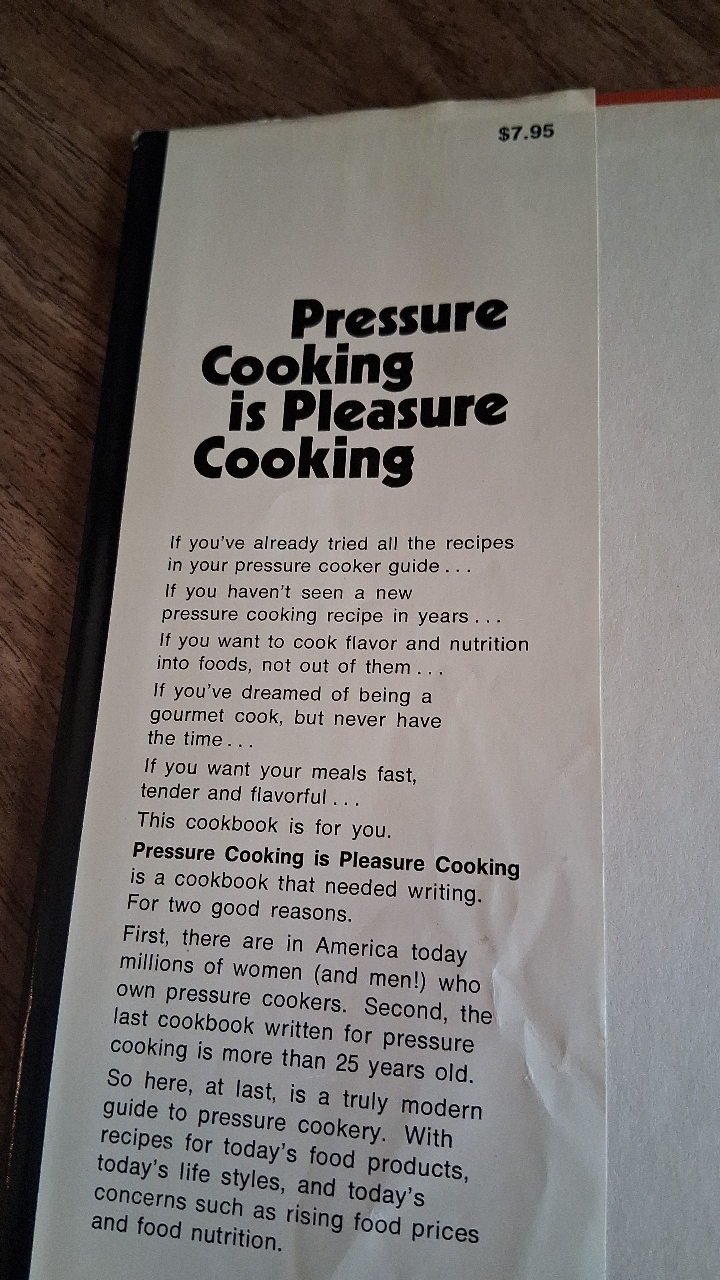 $7.95
Pressure
Cooking
is Pleasure
Cooking
If you've already tried all the recipes
in your pressure cooker guide . . .
If you haven't seen a new
pressure cooking recipe in years . . .
If you want to cook flavor and nutrition
into foods, not out of them . . .
If you've dreamed of being a
gourmet cook, but never have
the time . . .
If you want your meals fast,
tender and flavorful . . .
This cookbook is for you.
Pressure Cooking is Pleasure Cooking
is a cookbook that needed writing.
For two good reasons.
First, there are in America today
millions of women (and men!) who
own pressure cookers. Second, the
last cookbook written for pressure
cooking is more than 25 years old.
So here, at last, is a truly modern
guide to pressure cookery. With
recipes for today's food products,
today's life styles, and today's
concerns such as rising food prices
and food nutrition.